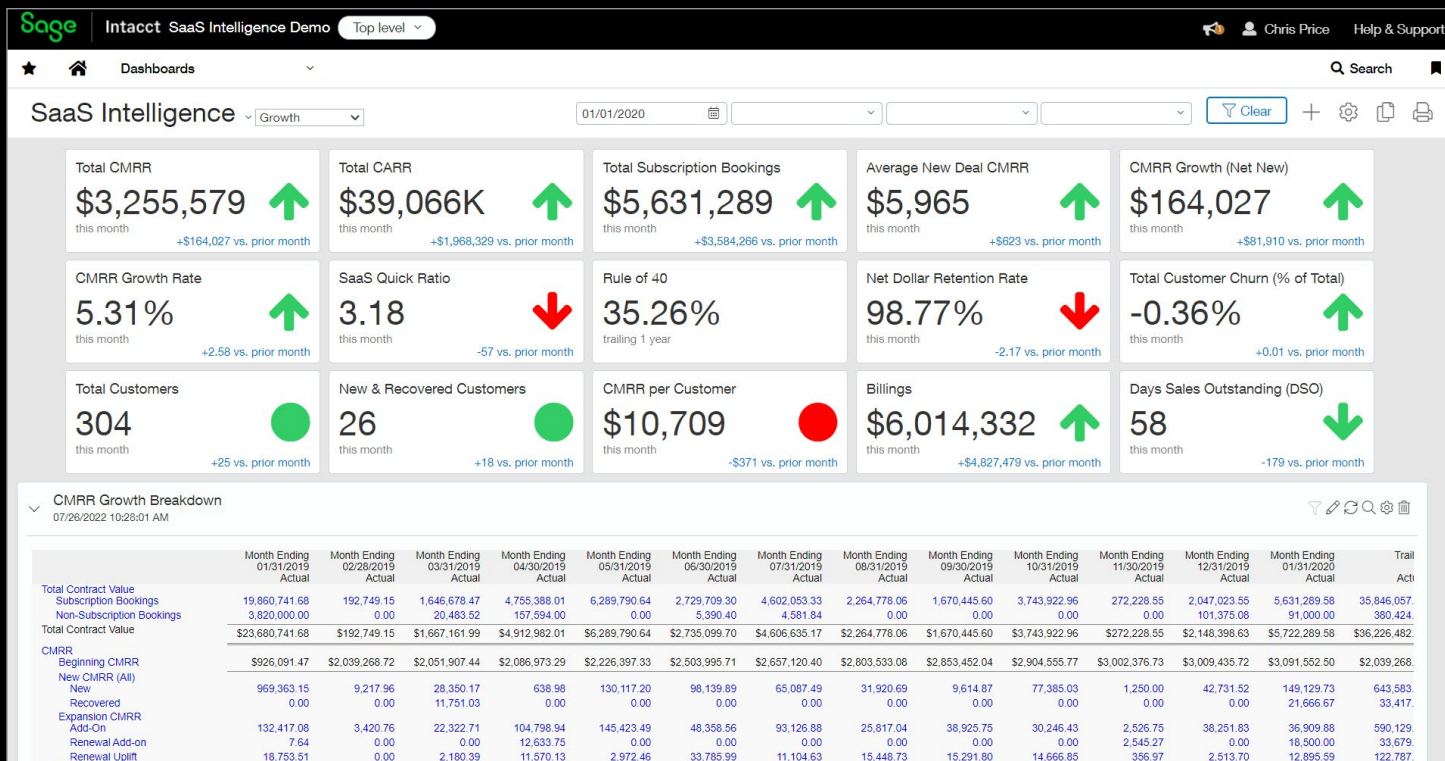 Sage Intacct SaaS Intelligence Demo Top level 1 Chris Price Help & Support
Dashboards Search
SaaS Intelligence Growth 01/01/2020 Clear
Total CMRR
$3,255,579
this month
+$164,027 vs. prior month
Total CARR
$39,066K
this month
+$1,968,329 vs. prior month
Total Subscription Bookings
$5,631,289
this month
+$3,584,266 vs. prior month
Average New Deal CMRR
$5,965
this month
+$623 vs. prior month
CMRR Growth (Net New)
$164,027
this month
+$81,910 vs. prior month
CMRR Growth Rate
5.31%
this month
+2.58 vs. prior month
SaaS Quick Ratio
3.18
this month
-57 vs. prior month
Rule of 40
35.26%
trailing 1 year
Net Dollar Retention Rate
98.77%
this month
-2.17 vs. prior month
Total Customer Churn (% of Total)
-0.36%
this month
+0.01 vs. prior month
Total Customers
304
this month
+25 vs. prior month
New & Recovered Customers
26
this month
+18 vs. prior month
CMRR per Customer
$10,709
this month
-$371 vs. prior month
Billings
$6,014,332
this month
+$4,827,479 vs. prior month
Days Sales Outstanding (DSO)
58
this month
-179 vs. prior month
CMRR Growth Breakdown
07/26/2022 10:28:01 AM
Month Ending Month Ending Month Ending Month Ending Month Ending Month Ending Month Ending Month Ending Month Ending Month Ending Month Ending Month Ending Month Ending Trail
01/31/2019 02/28/2019 03/31/2019 04/30/2019 05/31/2019 06/30/2019 07/31/2019 08/31/2019 09/30/2019 10/31/2019 11/30/2019 12/31/2019 01/31/2020
Actual Actual Actual Actual Actual Actual Actual Actual Actual Actual Actual Actual Actual Act
Total Contract Value
Subscription Bookings 19,860,741.68 192,749.15 1,646,678.47 4,755,388.01 6,289,790.64 2,729,709.30 4,602,053.33 2,264,778.06 1,670,445.60 3,743,922.96 272,228.55 2,047,023.55 5,631,289.58 35,846,057.
Non-Subscription Bookings 3,820,000.00 0.00 20,483.52 157,594.00 0.00 5,390.40 4,581.84 0.00 0.00 0.00 0.00 101,375.08 91,000.00 380,424.
Total Contract Value $23,680,741.68 $192,749.15 $1,667,161.99 $4,912,982.01 $6,289,790.64 $2,735,099.70 $4,606,635.17 $2,264,778.06 $1,670,445.60 $3,743,922.96 $272,228.55 $2,148,398.63 $5,722,289.58 $36,226,482.
CMRR
Beginning CMRR $926,091.47 $2,039,268.72 $2,051,907.44 $2,086,973.29 $2,226,397.33 $2,503,995.71 $2,657,120.40 $2,803,533.08 $2,853,452.04 $2,904,555.77 $3,002,376.73 $3,009,435.72 $3,091,552.50 $2,039,268.
New CMRR (All)
New 969,363.15 9,217.96 28,350.17 638.98 130,117.20 98,139.89 65,087.49 31,920.69 9,614.87 77,385.03 1,250.00 42,731.52 149,129.73 643,583.
Recovered 0.00 0.00 11,751.03 0.00 0.00 0.00 0.00 0.00 0.00 0.00 0.00 0.00 21,666.67 33,417.
Expansion CMRR
Add-On 132,417.08 3,420.76 22,322.71 104,798.94 145,423.49 48,358.56 93,126.88 25,817.04 38,925.75 30,246.43 2,526.75 38,251.83 36,909.88 590,129.
Renewal Add-on 7.64 0.00 0.00 12,633.75 0.00 0.00 0.00 0.00 0.00 0.00 2,545.27 0.00 18,500.00 33,679.
Renewal Uplift 18,753.51 0.00 2,180.39 11,570.13 2,972.46 33,785.99 11,104.63 15,448.73 15,291.80 14,666.85 356.97 2,513.70 12,895.59 122,787.